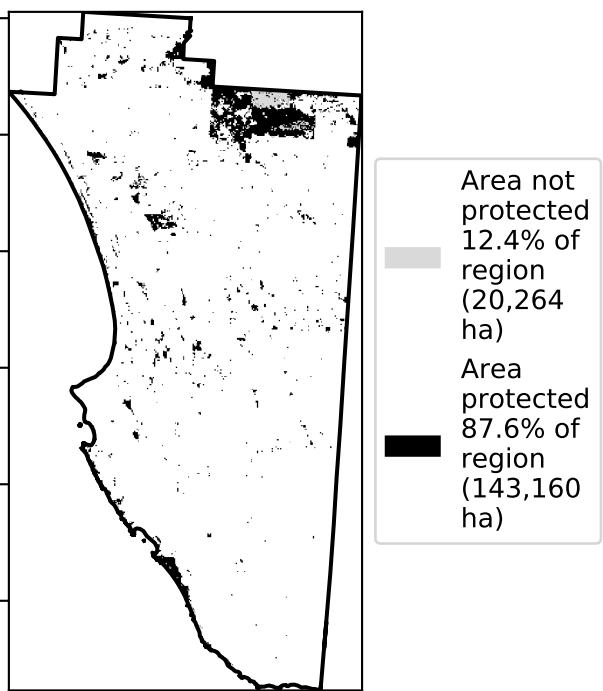 Area not
protected
12.4% of
region
(20,264
ha)
Area
protected
87.6% of
region
(143,160
ha)